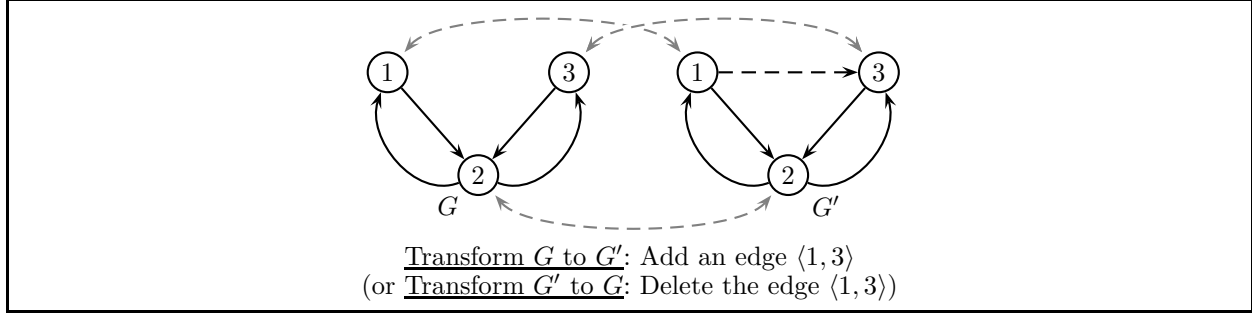 1 3 1 3
2 2
G G′
Transform G to G′: Add an edge ⟨1, 3⟩
(or Transform G′ to G: Delete the edge ⟨1, 3⟩)